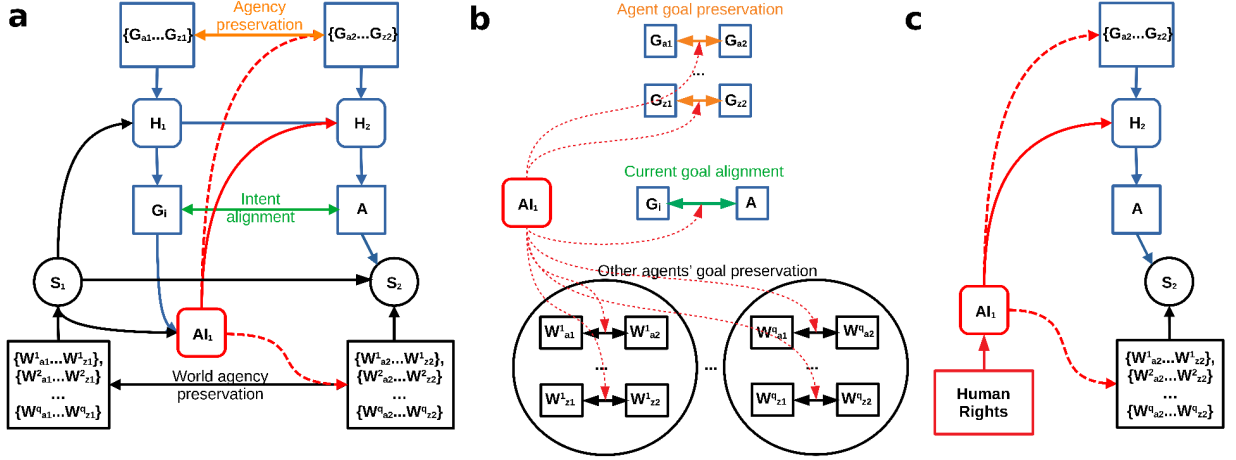 a
Agency
preservation
{Ga1...Gz1}
{Ga2...Gz2}
H1
H2
Gi
Intent
alignment
A
S1
S2
AI1
{W1a1...W1z1},
{W2a1...W2z1}
...
{Wqa1...Wqz1}
World agency
preservation
{W1a2...W1z2},
{W2a2...W2z2}
...
{Wqa2...Wqz2}
b
Agent goal preservation
Ga1
Ga2
...
Gz1
Gz2
AI1
Current goal alignment
Gi
A
Other agents' goal preservation
W1a1
W1a2
...
W1z1
W1z2
...
Wqa1
Wqa2
...
Wqz1
Wqz2
c
{Ga2...Gz2}
H2
A
S2
AI1
Human
Rights
{W1a2...W1z2},
{W2a2...W2z2}
...
{Wqa2...Wqz2}